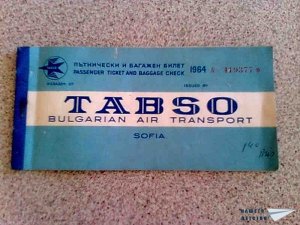 ПЪТНИЧЕСКИ И БАГАЖЕН БИЛЕТ 1964
PASSENGER TICKET AND BAGGAGE CHECK
ISSUED BY
TABSO
BULGARIAN AIR TRANSPORT
SOFIA